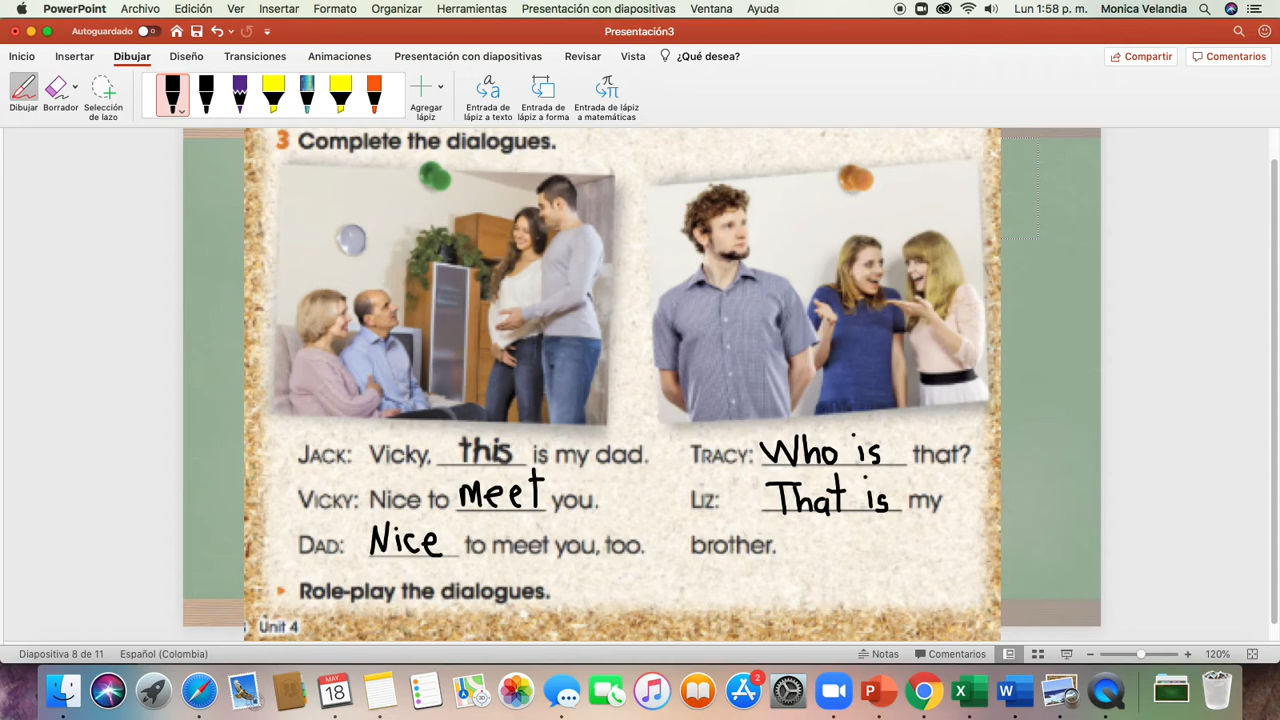 PowerPoint Archivo Edición Ver Insertar Formato Organizar Herramientas Presentación con diapositivas Ventana Ayuda Lun 1:58 p. m. Monica Velandia
Autoguardado Presentación3
Inicio Insertar Dibujar Diseño Transiciones Animaciones Presentación con diapositivas Revisar Vista ¿Qué desea? Compartir Comentarios
Dibujar Borrador Selección de lazo Agregar lápiz Entrada de lápiz a texto Entrada de lápiz a forma Entrada de lápiz a matemáticas
3 Complete the dialogues.
JACK: Vicky, this is my dad.
VICKY: Nice to meet you.
DAD: Nice to meet you, too.
TRACY: Who is that?
LIZ: That is my
brother.
Role-play the dialogues.
Unit 4
Diapositiva 8 de 11 Español (Colombia) Notas Comentarios 120%
MAY. 18 2